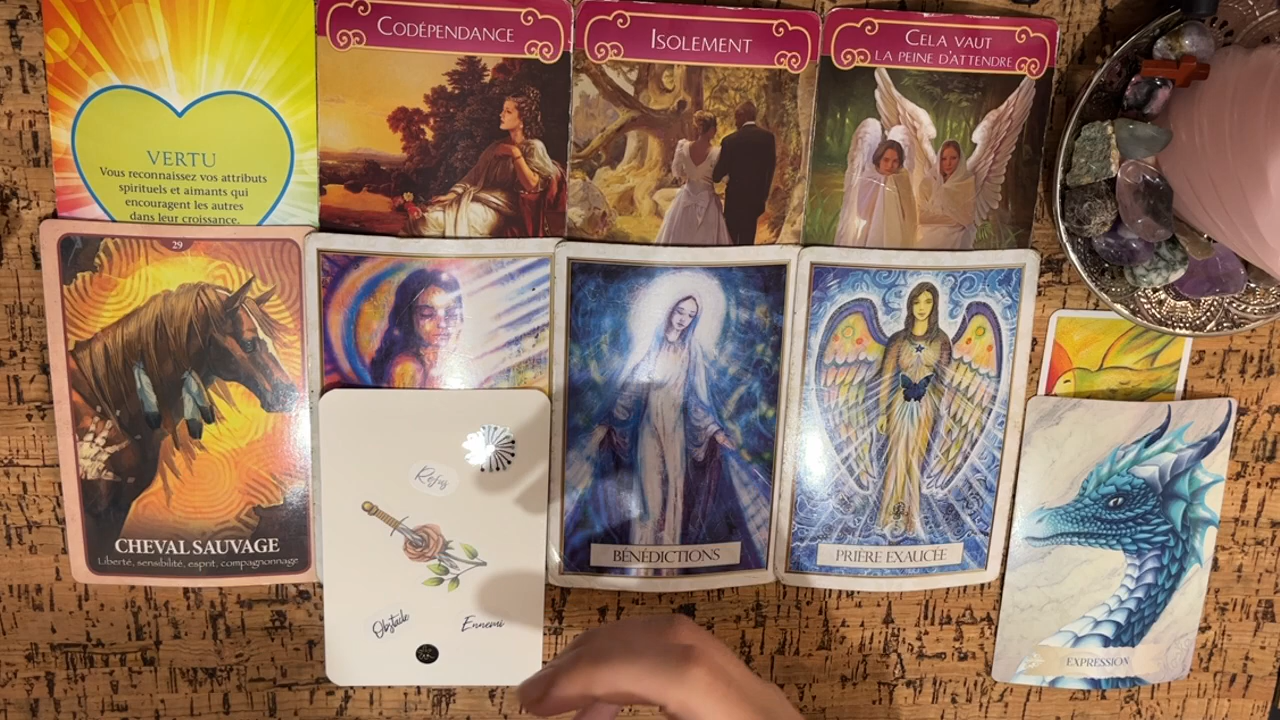 CODÉPENDANCE
ISOLEMENT
CELA VAUT
LA PEINE D'ATTENDRE
VERTU
Vous reconnaissez vos attributs
spirituels et aimants qui
encouragent les autres
dans leur croissance.
29
CHEVAL SAUVAGE
Liberté, sensibilité, esprit, compagnonnage
Refus
Obstacle
Ennemi
BÉNÉDICTIONS
PRIÈRE EXAUCÉE
EXPRESSION